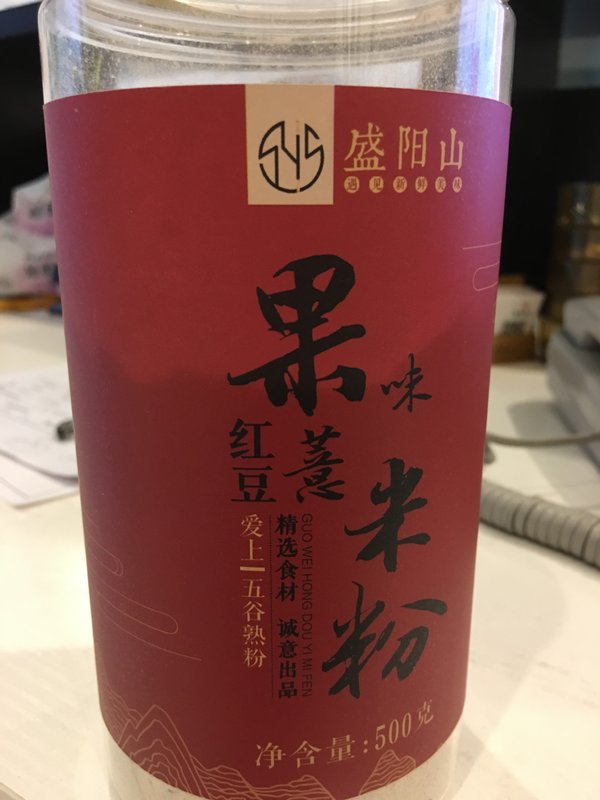 SYS
盛阳山
遇见新鲜美味
果味
红豆薏米粉
爱上五谷熟粉
精选食材 诚意出品
GUO WEI HONG DOU YI MI FEN
净含量:500克